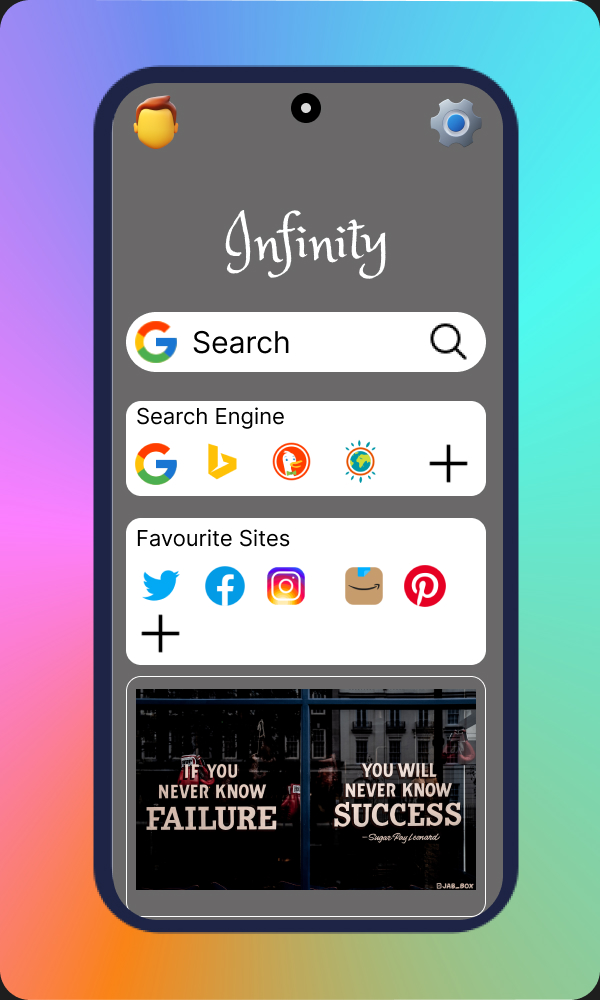 Infinity
Search
Search Engine
Favourite Sites
IF YOU
NEVER KNOW
FAILURE
YOU WILL
NEVER KNOW
SUCCESS
—Sugar Ray Leonard
@JAB_BOX